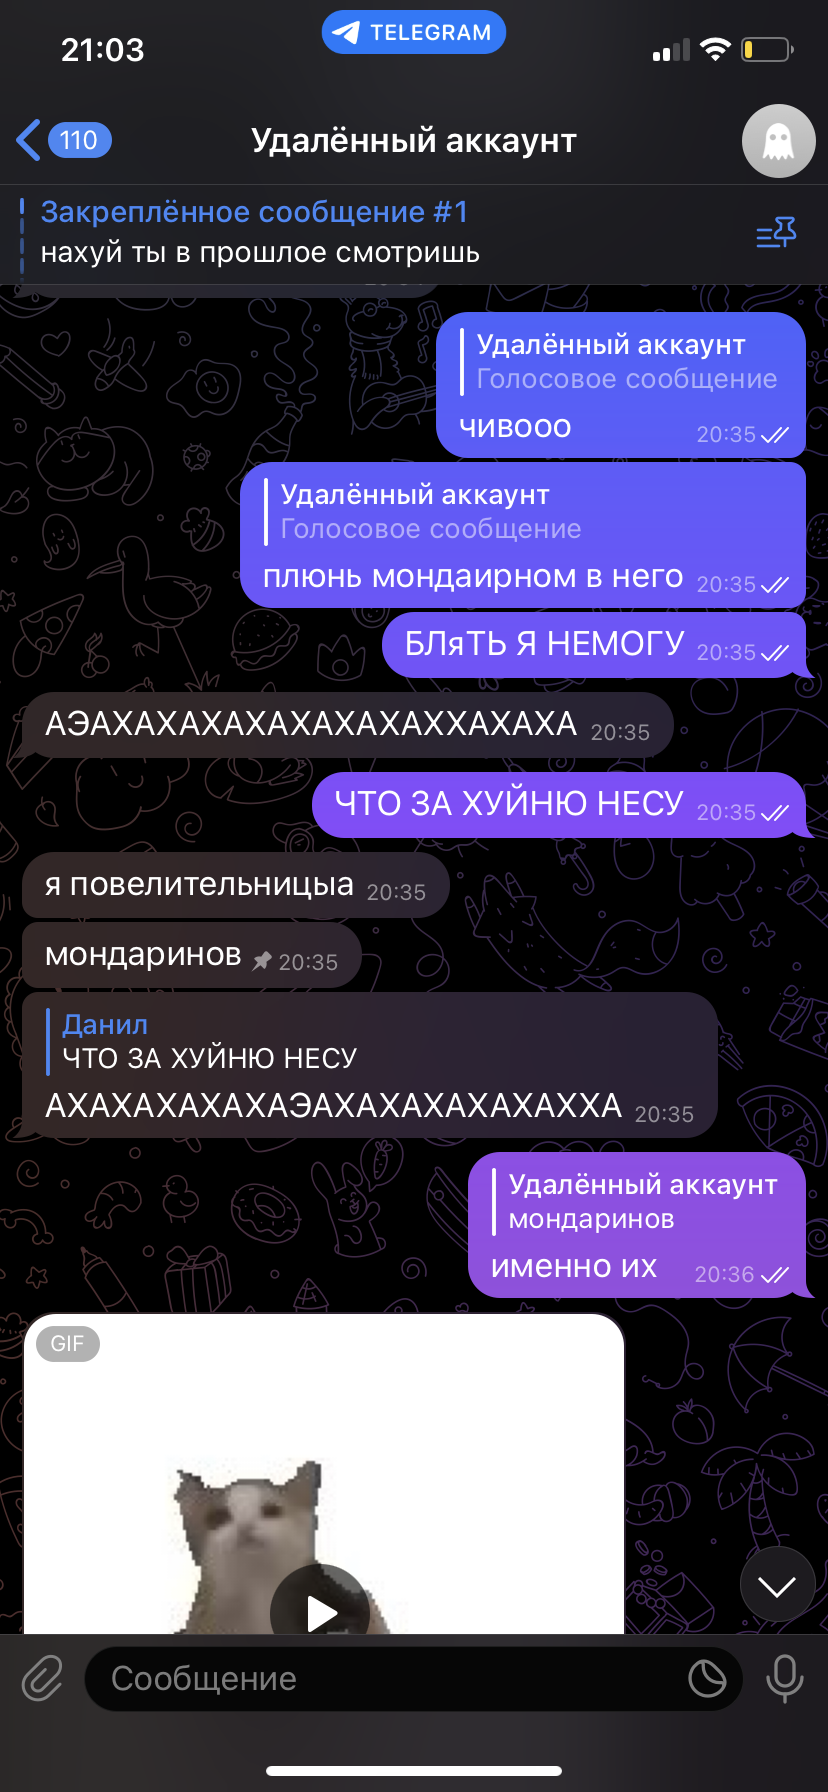 21:03
TELEGRAM
110
Удалённый аккаунт
Закреплённое сообщение #1
нахуй ты в прошлое смотришь
Удалённый аккаунт
Голосовое сообщение
чивооо 20:35
Удалённый аккаунт
Голосовое сообщение
плюнь мондаирном в него 20:35
БЛяТЬ Я НЕМОГУ 20:35
АЭАХАХАХАХАХАХАХАХХАХАХА 20:35
ЧТО ЗА ХУЙНЮ НЕСУ 20:35
я повелительницыа 20:35
мондаринов 20:35
Данил
ЧТО ЗА ХУЙНЮ НЕСУ
АХАХАХАХАХАЭАХАХАХАХАХАХХА 20:35
Удалённый аккаунт
мондаринов
именно их 20:36
GIF
Сообщение